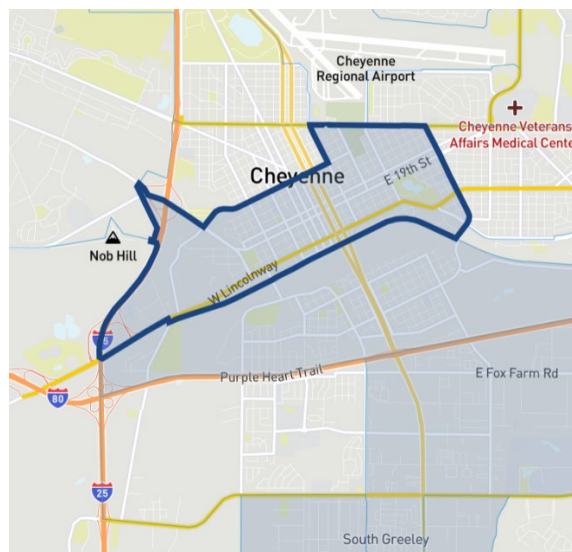 Cheyenne
Regional Airport
Cheyenne Veterans
Affairs Medical Cente
Cheyenne
E 19th St
Nob Hill
W Lincolnway
25
Purple Heart Trail
E Fox Farm Rd
80
25
South Greeley